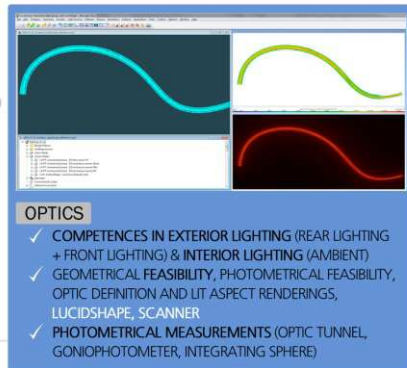 OPTICS
✓ COMPETENCES IN EXTERIOR LIGHTING (REAR LIGHTING
+ FRONT LIGHTING) & INTERIOR LIGHTING (AMBIENT)
✓ GEOMETRICAL FEASIBILITY, PHOTOMETRICAL FEASIBILITY,
OPTIC DEFINITION AND LIT ASPECT RENDERINGS,
LUCIDSHAPE, SCANNER
✓ PHOTOMETRICAL MEASUREMENTS (OPTIC TUNNEL,
GONIOPHOTOMETER, INTEGRATING SPHERE)